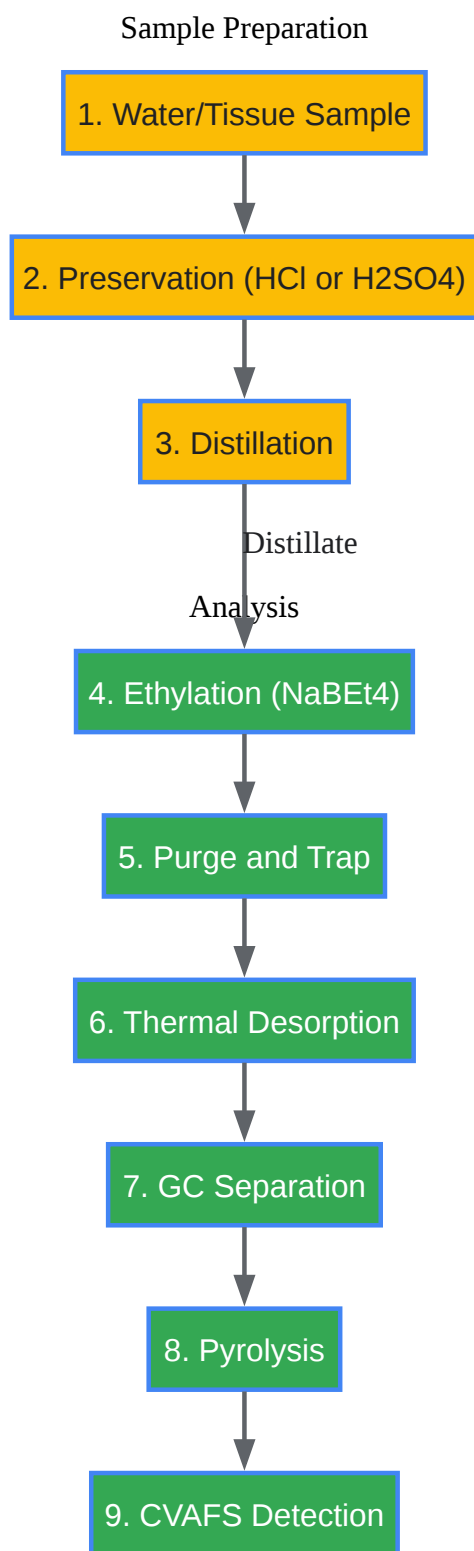 Sample Preparation
1. Water/Tissue Sample
2. Preservation (HCl or H2SO4)
3. Distillation
Distillate
Analysis
4. Ethylation (NaBEt4)
5. Purge and Trap
6. Thermal Desorption
7. GC Separation
8. Pyrolysis
9. CVAFS Detection